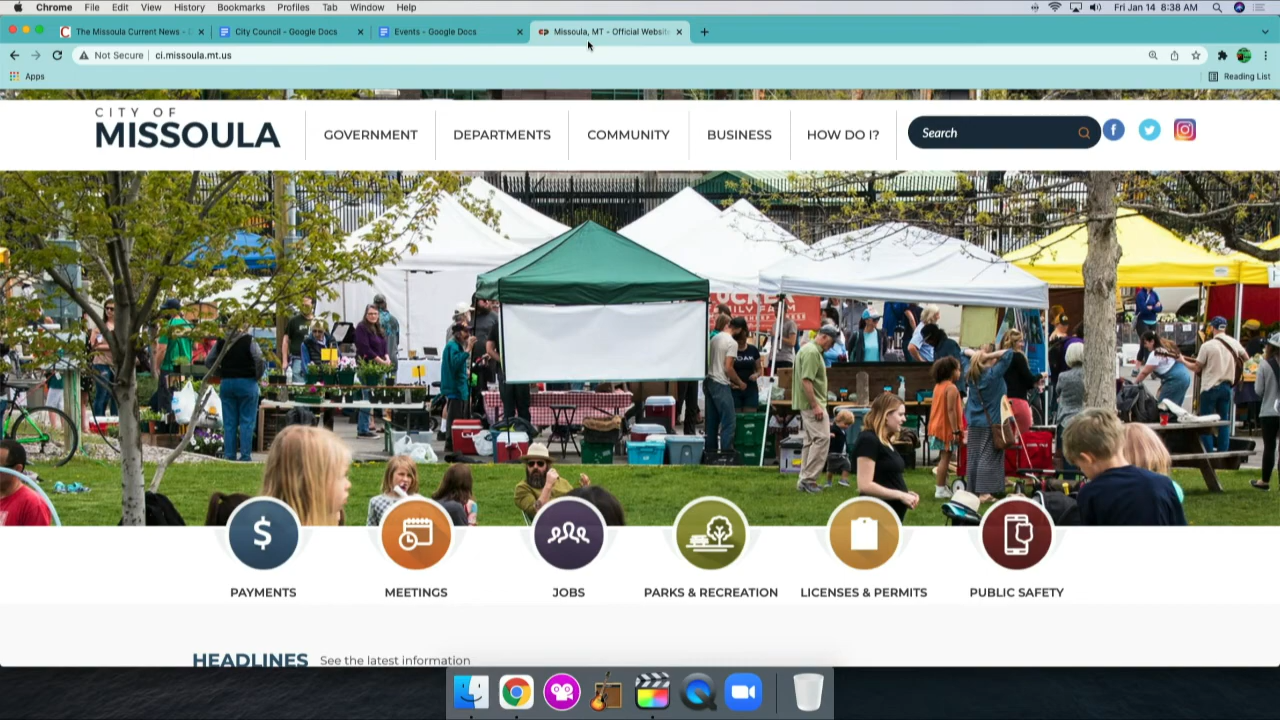 Chrome File Edit View History Bookmarks Profiles Tab Window Help Fri Jan 14 8:38 AM
The Missoula Current News - City Council - Google Docs Events - Google Docs Missoula, MT - Official Website
Not Secure ci.missoula.mt.us
Apps Reading List
CITY OF
MISSOULA
GOVERNMENT DEPARTMENTS COMMUNITY BUSINESS HOW DO I? Search
FAMILY FARM
PAYMENTS MEETINGS JOBS PARKS & RECREATION LICENSES & PERMITS PUBLIC SAFETY
HEADLINES See the latest information